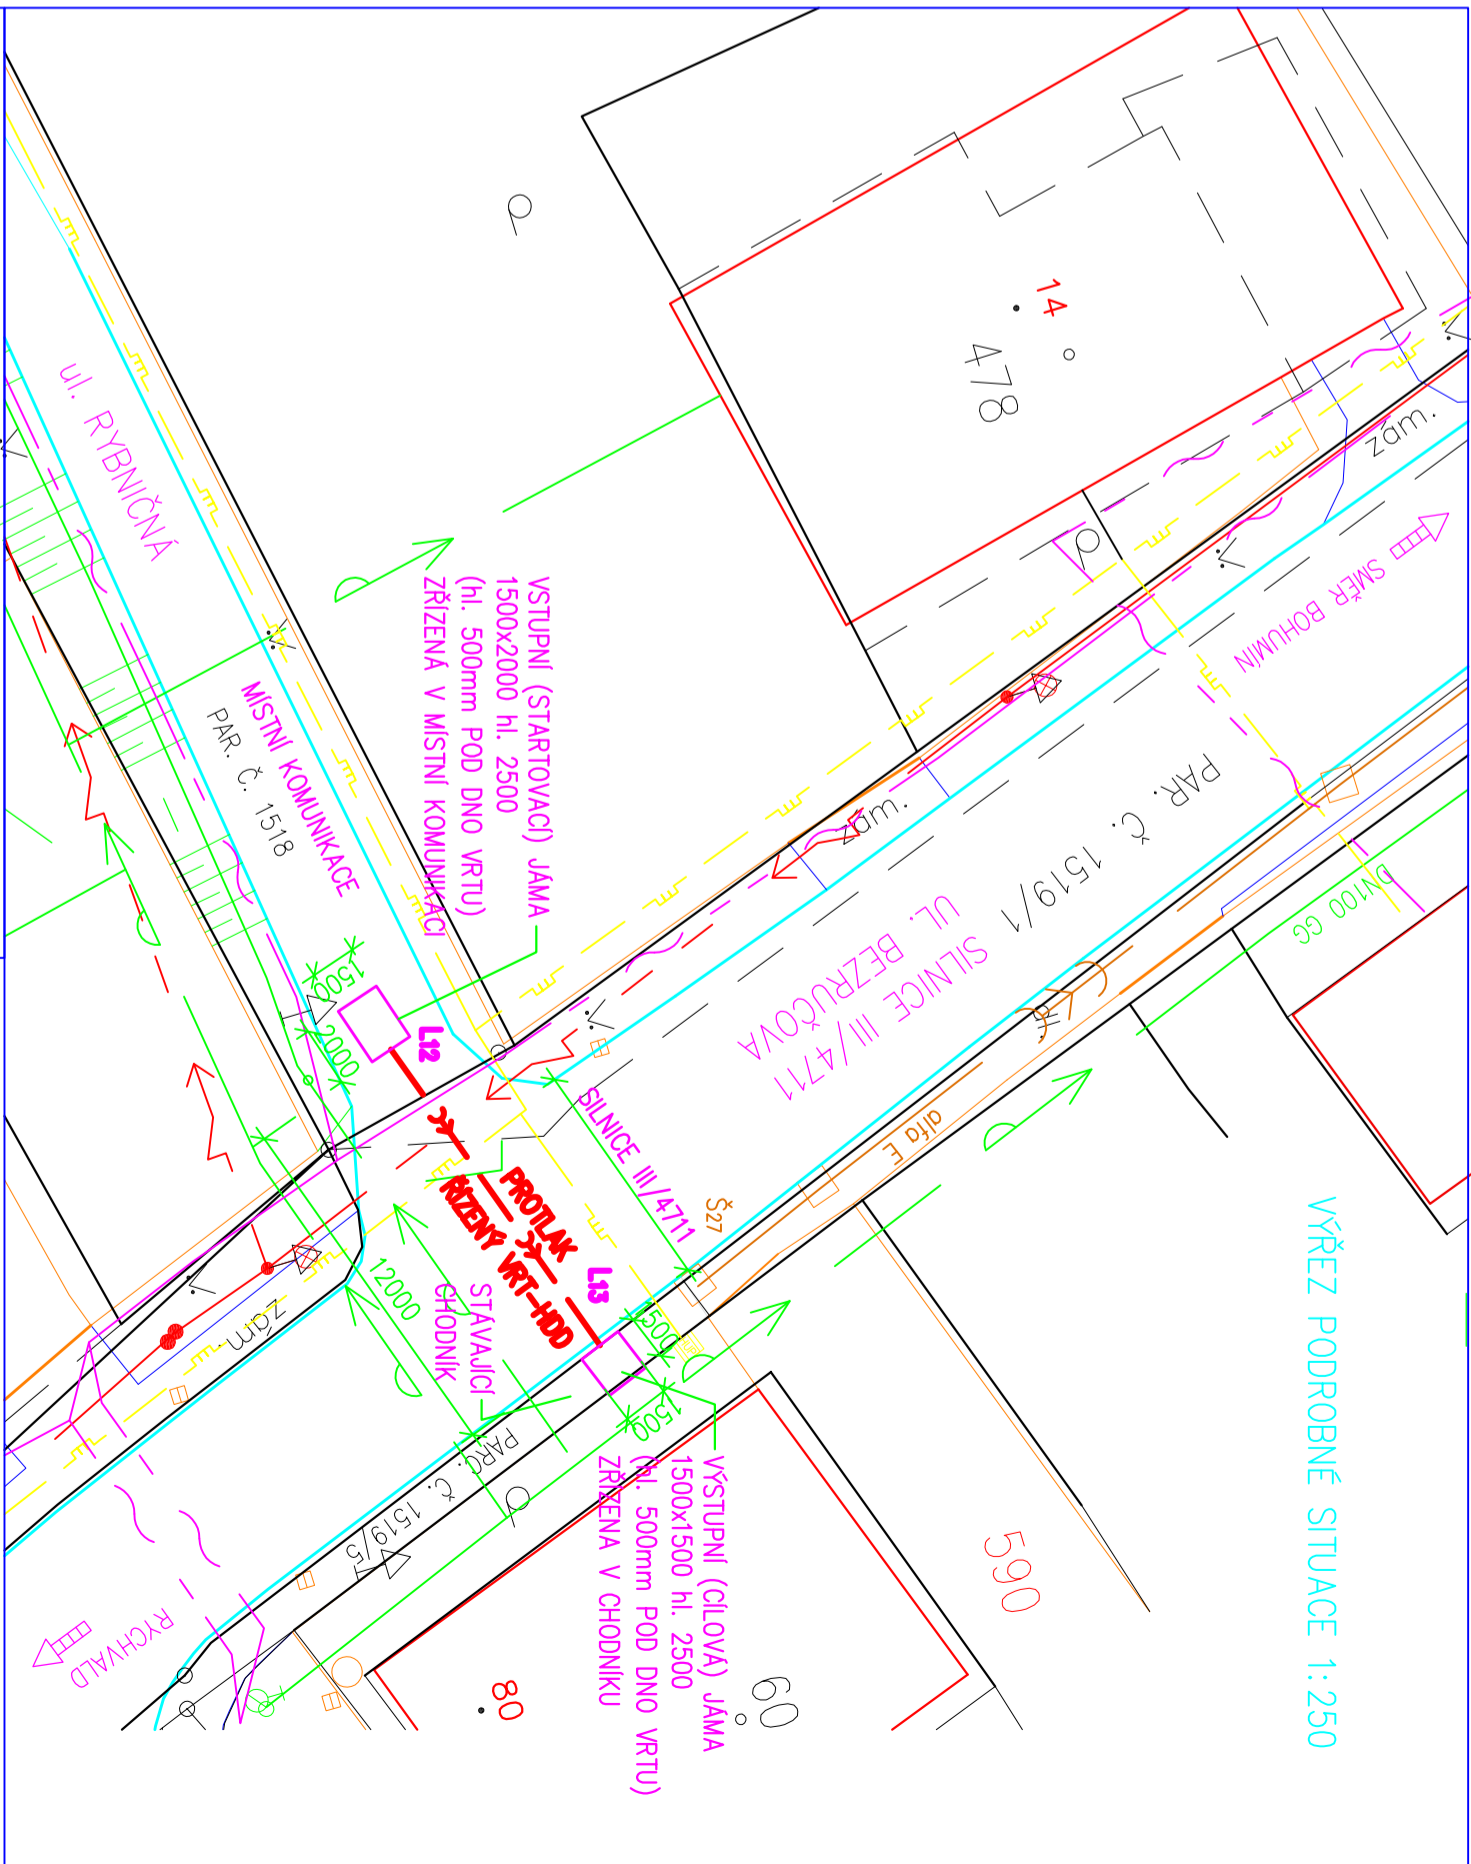 VÝŘEZ PODROBNÉ SITUACE 1:250
SMĚR BOHUMÍN
zám.
14
478
PAR. Č. 1519/1
SILNICE III/4711
UL. BEZRUČOVA
zám.
DN100 GG
ul. RYBNIČNÁ
MÍSTNÍ KOMUNIKACE
PAR. Č. 1518
VSTUPNÍ (STARTOVACÍ) JÁMA
1500x2000 hl. 2500
(hl. 500mm POD DNO VRTU)
ZŘÍZENÁ V MÍSTNÍ KOMUNIKACI
1500
2000
L12
SILNICE III/4711
alfa E
Š27
PROTLAK
ŘÍZENÝ VRT-HDD
L13
12000
STÁVAJÍCÍ
CHODNÍK
1500
1500
VÝSTUPNÍ (CÍLOVÁ) JÁMA
1500x1500 hl. 2500
(hl. 500mm POD DNO VRTU)
ZŘÍZENA V CHODNÍKU
zám.
PARC. Č. 1519/5
RYCHVALD
590
60
80